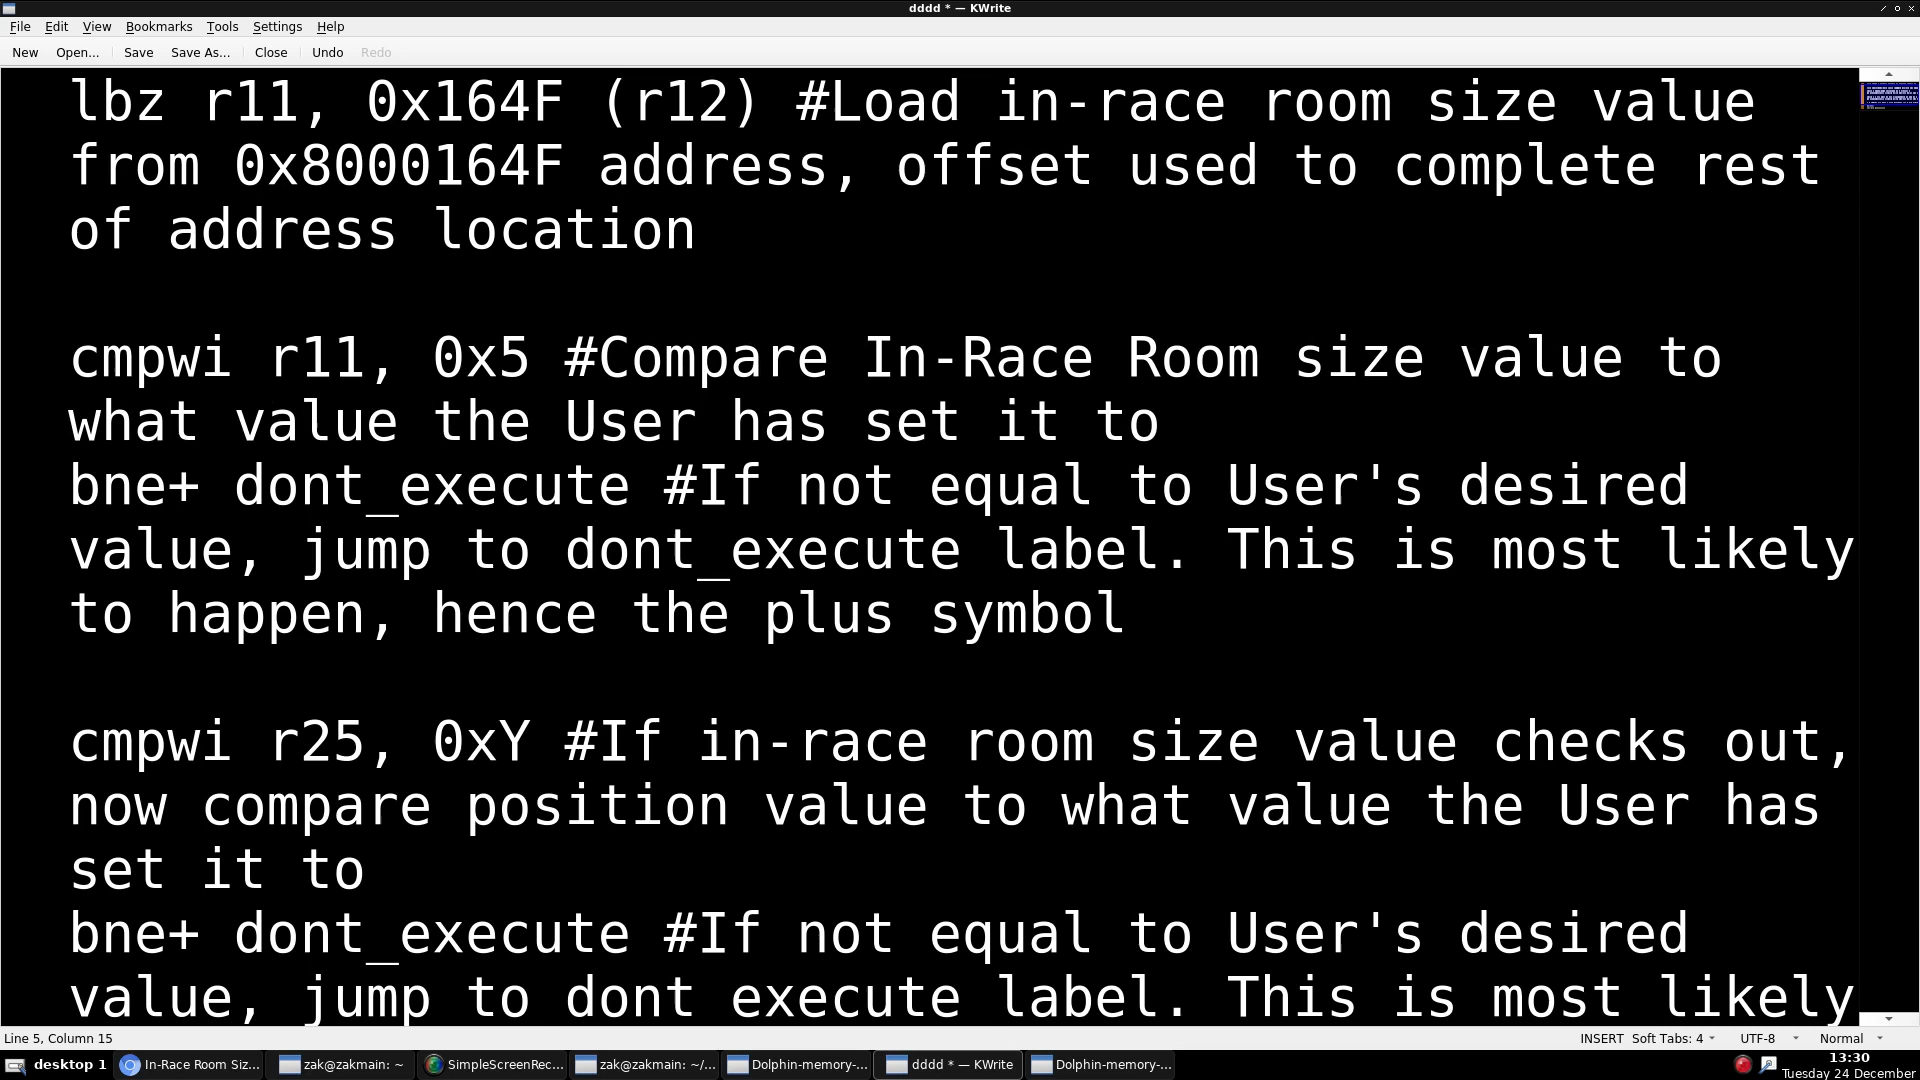 dddd * — KWrite
File Edit View Bookmarks Tools Settings Help
New Open... Save Save As... Close Undo Redo
lbz r11, 0x164F (r12) #Load in-race room size value
from 0x8000164F address, offset used to complete rest
of address location
cmpwi r11, 0x5 #Compare In-Race Room size value to
what value the User has set it to
bne+ dont_execute #If not equal to User's desired
value, jump to dont_execute label. This is most likely
to happen, hence the plus symbol
cmpwi r25, 0xY #If in-race room size value checks out,
now compare position value to what value the User has
set it to
bne+ dont_execute #If not equal to User's desired
value, jump to dont execute label. This is most likely
Line 5, Column 15 INSERT Soft Tabs: 4 UTF-8 Normal
desktop 1 In-Race Room Siz... zak@zakmain: ~ SimpleScreenRec... zak@zakmain: ~/... Dolphin-memory-... dddd * — KWrite Dolphin-memory-... 13:30
Tuesday 24 December